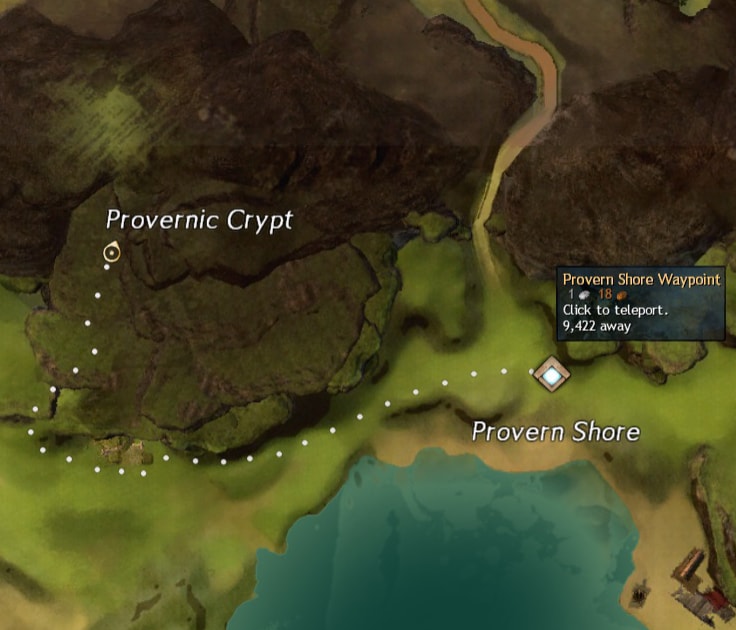 Provernic Crypt
Provern Shore Waypoint
1 18
Click to teleport.
9,422 away
Provern Shore